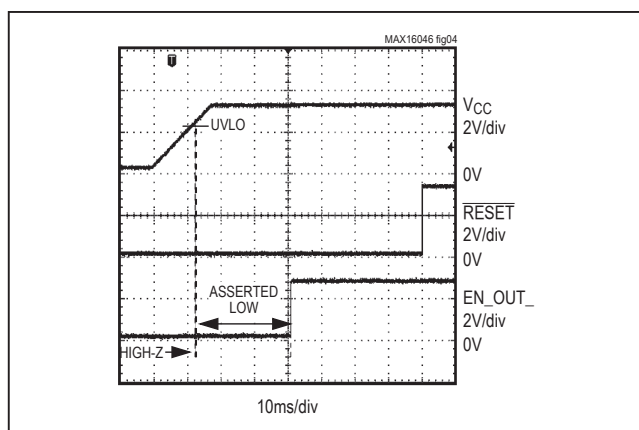 MAX16046 fig04
UVLO
VCC
2V/div
0V
RESET
2V/div
0V
ASSERTED
LOW
EN_OUT_
2V/div
0V
HIGH-Z
10ms/div